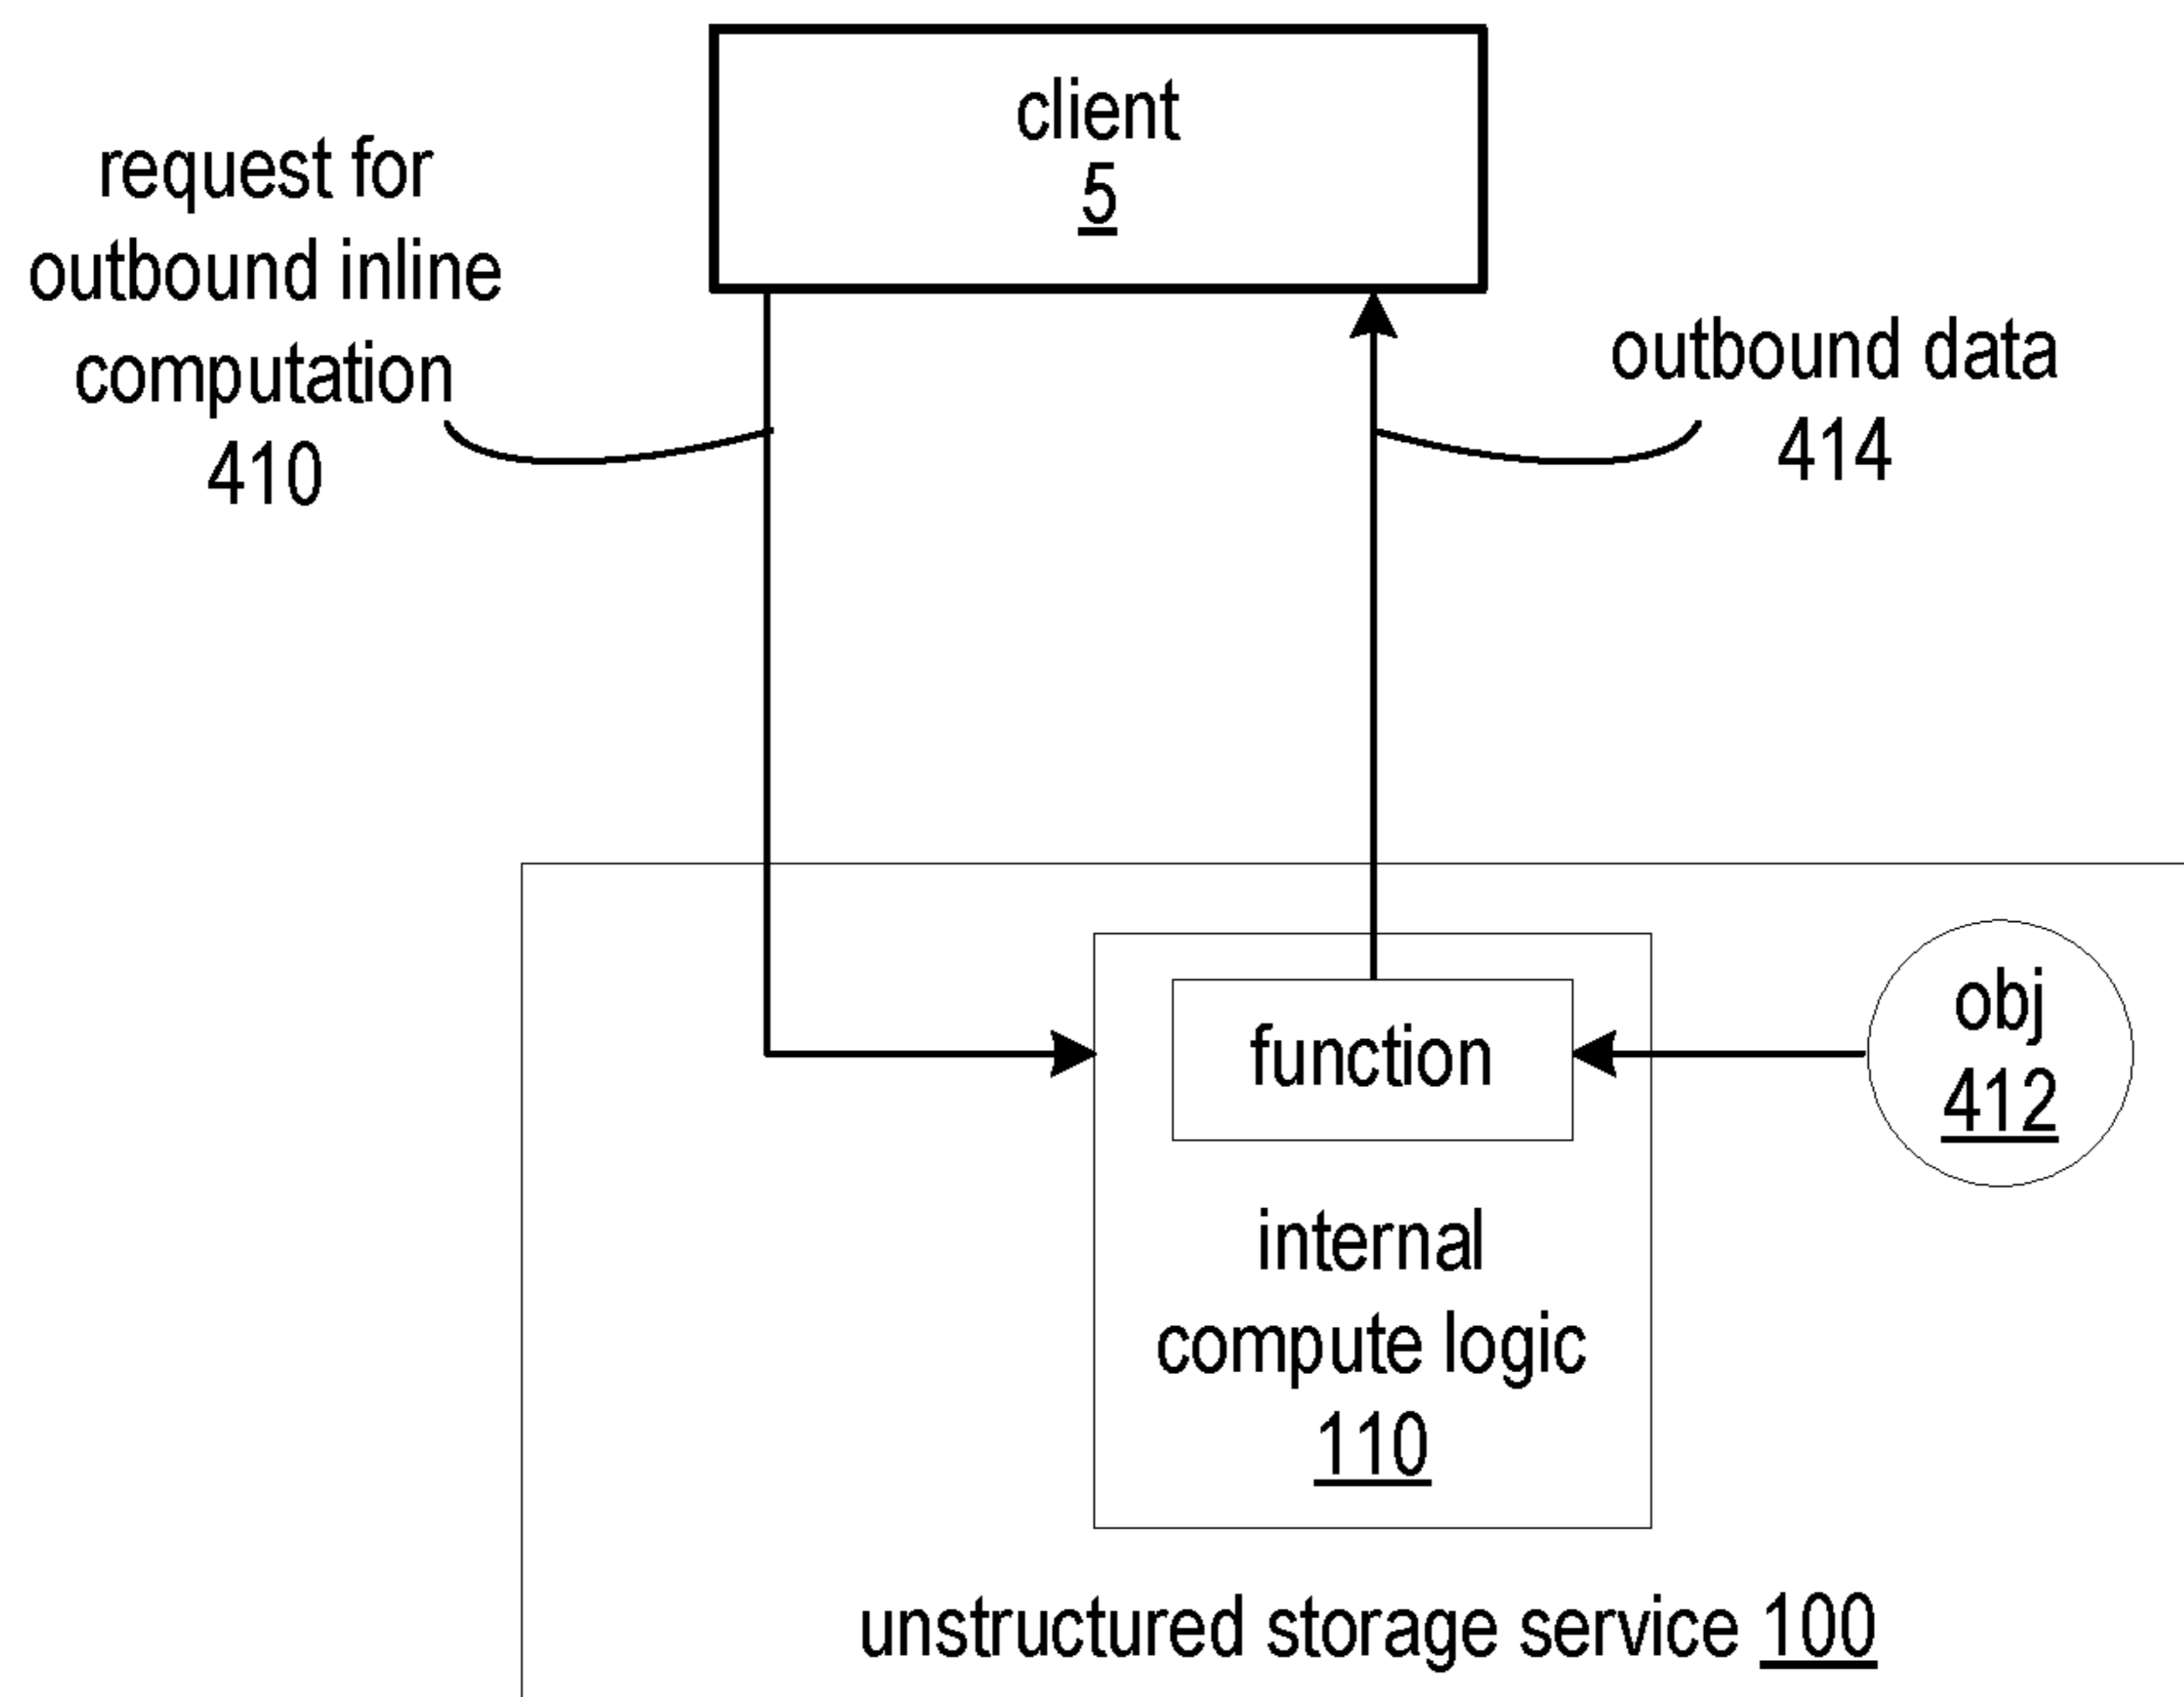 client
5
request for
outbound inline
computation
410
outbound data
414
function
obj
412
internal
compute logic
110
unstructured storage service 100